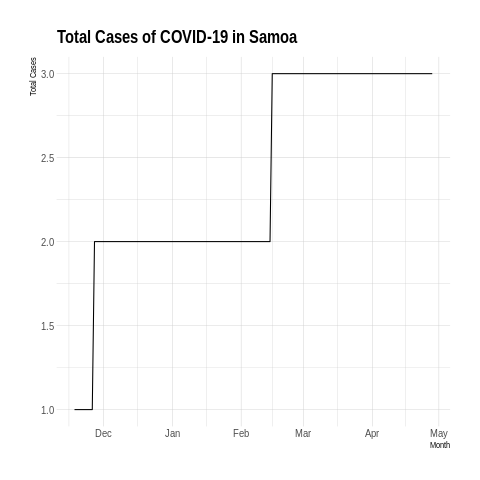 Total Cases of COVID-19 in Samoa
Total Cases
3.0
2.5
2.0
1.5
1.0
Dec Jan Feb Mar Apr May
Month